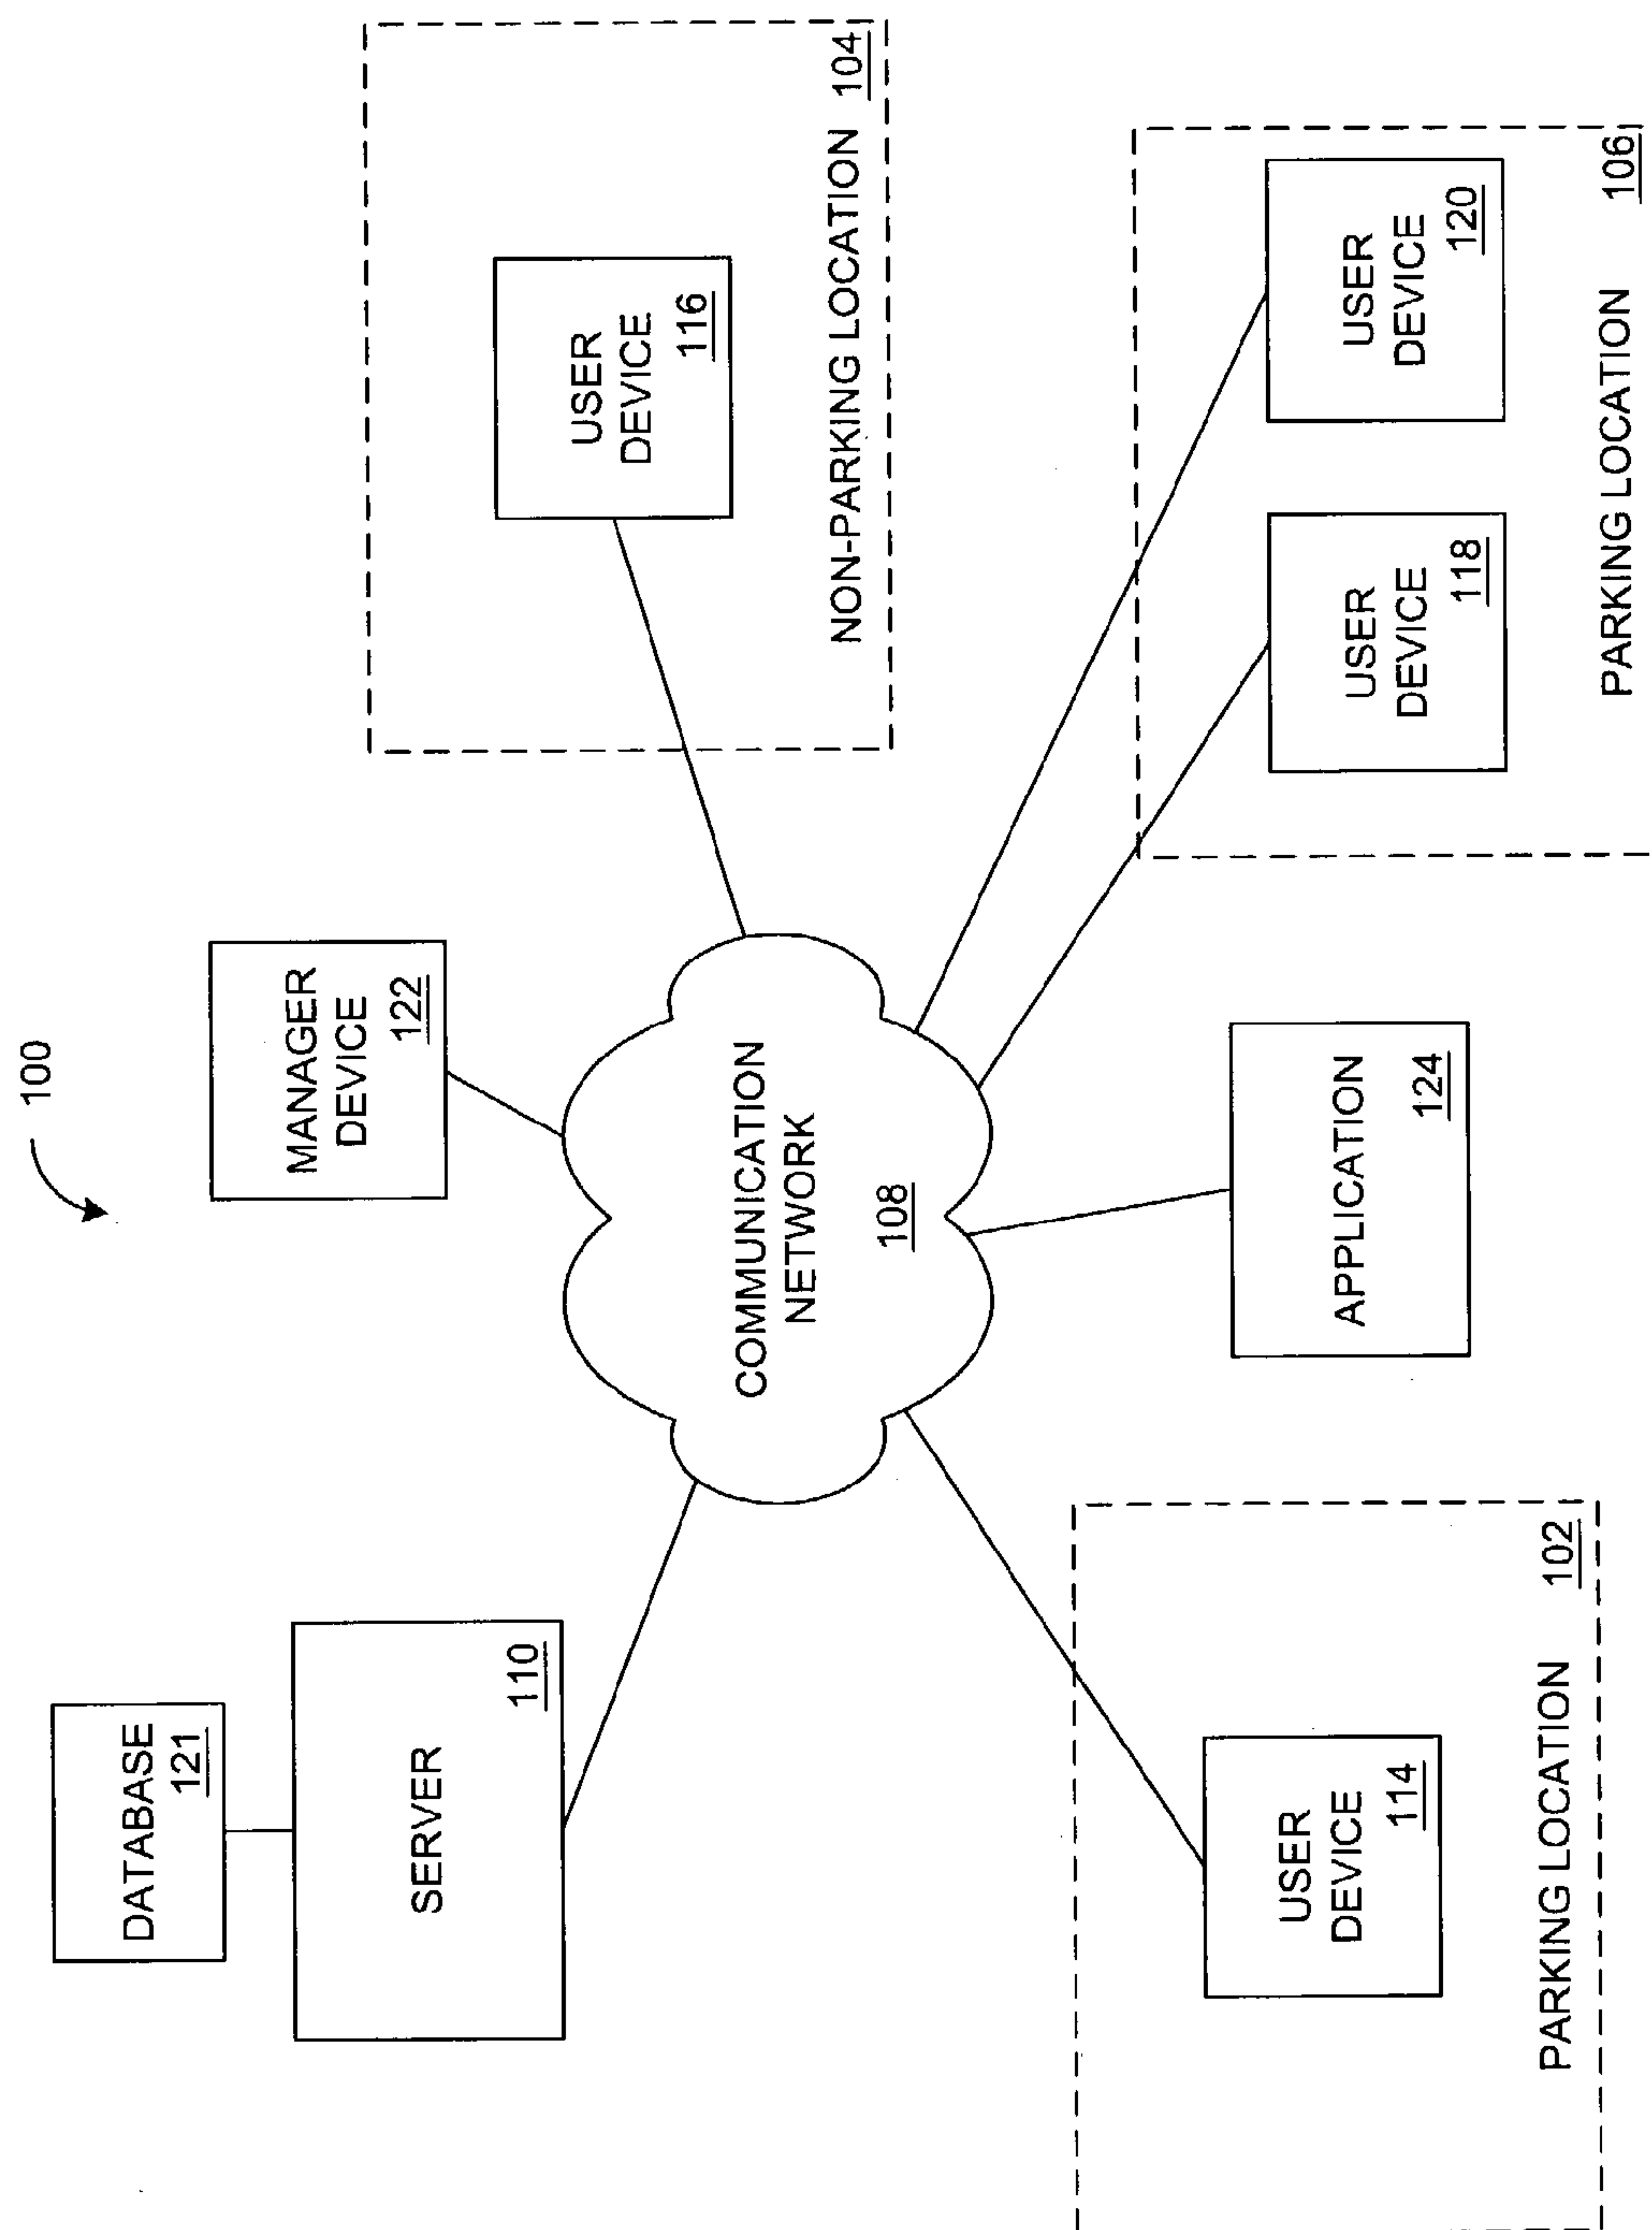 100
DATABASE
121
SERVER
110
MANAGER
DEVICE
122
USER
DEVICE
116
NON-PARKING LOCATION 104
COMMUNICATION
NETWORK
108
USER
DEVICE
114
PARKING LOCATION 102
APPLICATION
124
USER
DEVICE
118
USER
DEVICE
120
PARKING LOCATION 106